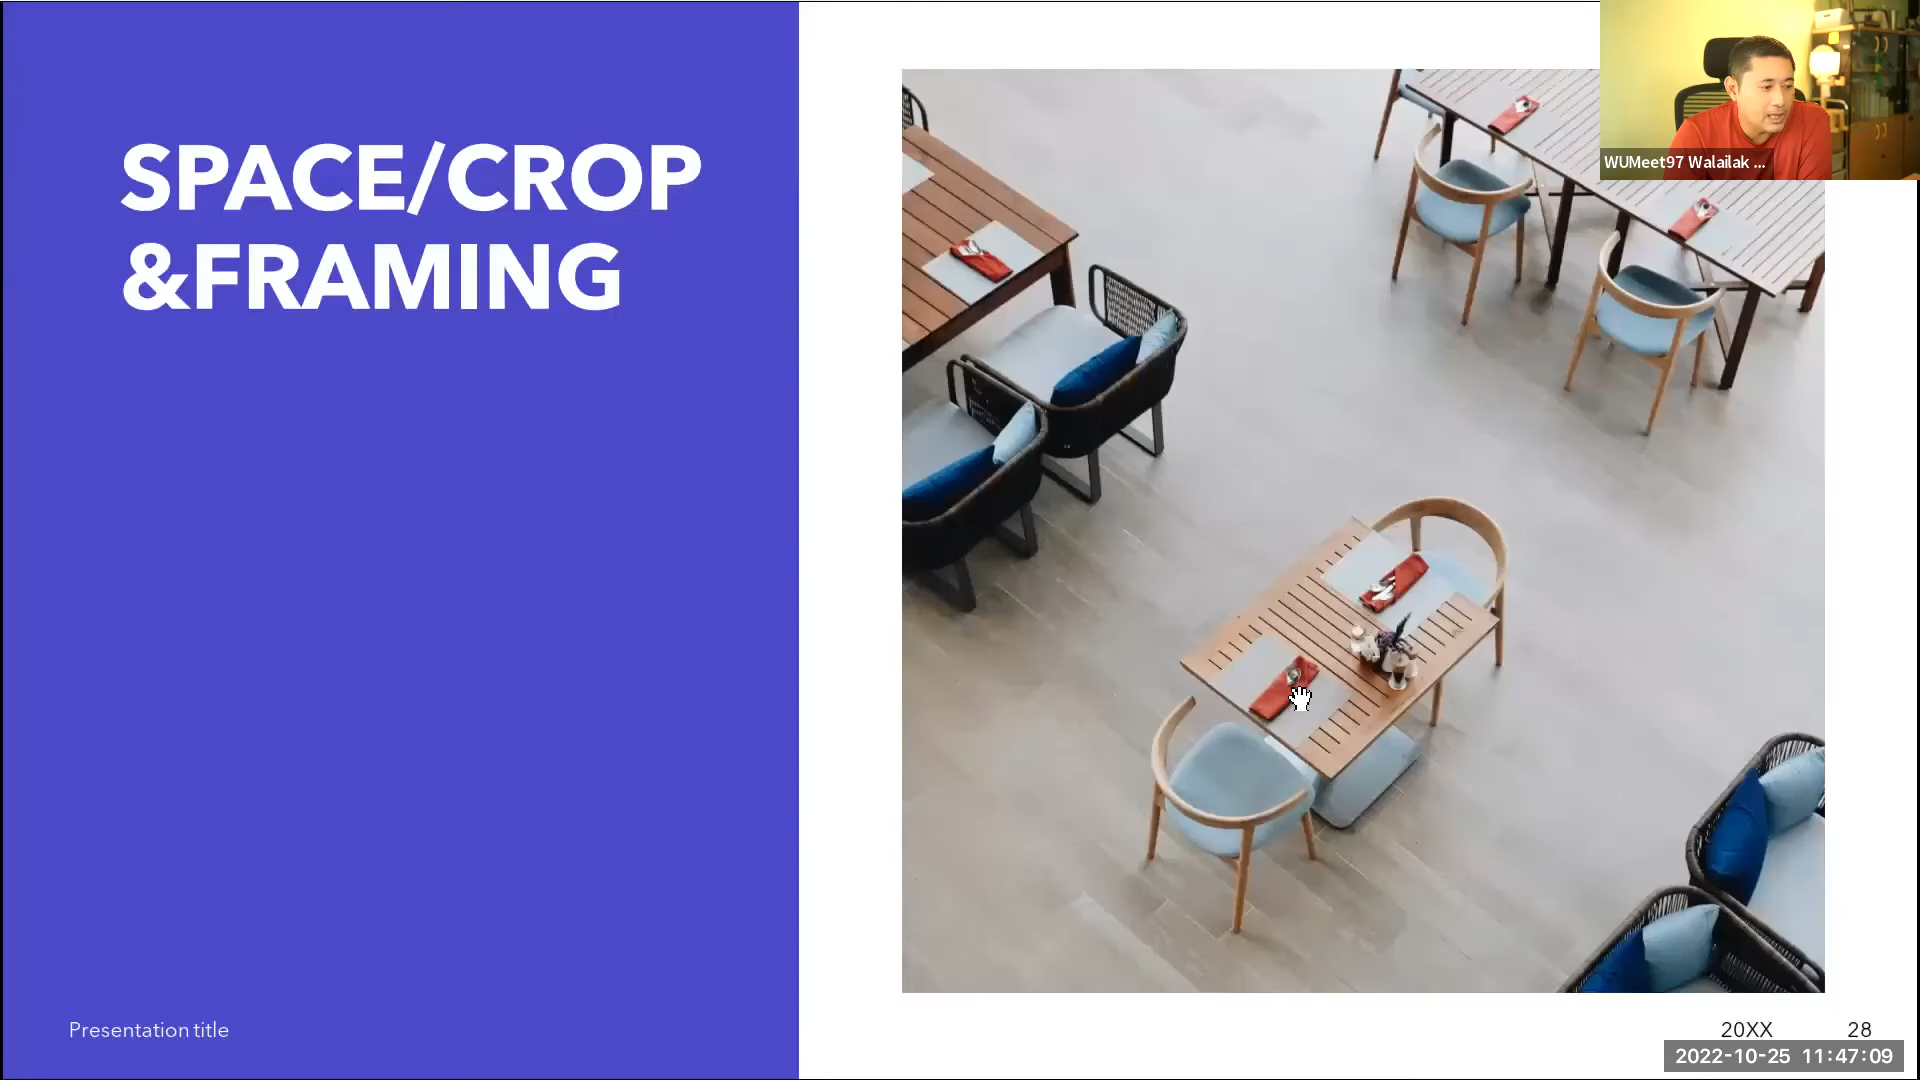 SPACE/CROP
&FRAMING
WUMeet97 Walailak ...
Presentation title
20XX
28
2022-10-25 11:47:09